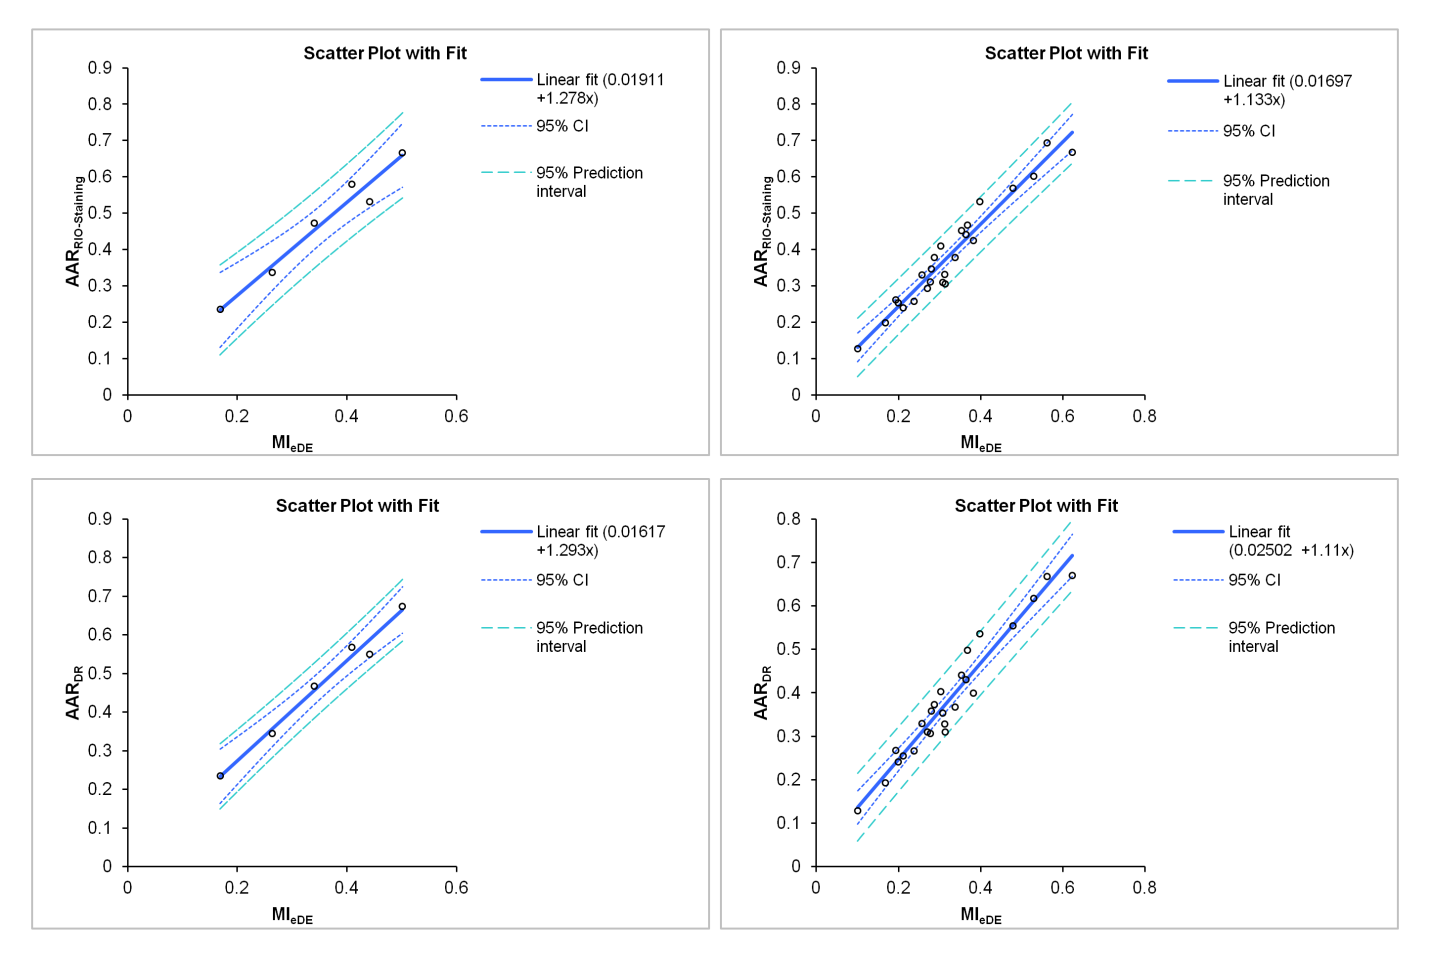 Scatter Plot with Fit
0.9
0.8
0.7
0.6
0.5
0.4
0.3
0.2
0.1
0
AARRIO-Staining
0
0.2
0.4
0.6
MIeDE
Linear fit (0.01911
+1.278x)
95% CI
95% Prediction
interval
Scatter Plot with Fit
0.9
0.8
0.7
0.6
0.5
0.4
0.3
0.2
0.1
0
AARRIO-Staining
0
0.2
0.4
0.6
0.8
MIeDE
Linear fit (0.01697
+1.133x)
95% CI
95% Prediction
interval
Scatter Plot with Fit
0.9
0.8
0.7
0.6
0.5
0.4
0.3
0.2
0.1
0
AARDR
0
0.2
0.4
0.6
MIeDE
Linear fit (0.01617
+1.293x)
95% CI
95% Prediction
interval
Scatter Plot with Fit
0.8
0.7
0.6
0.5
0.4
0.3
0.2
0.1
0
AARDR
0
0.2
0.4
0.6
0.8
MIeDE
Linear fit
(0.02502 +1.11x)
95% CI
95% Prediction
interval